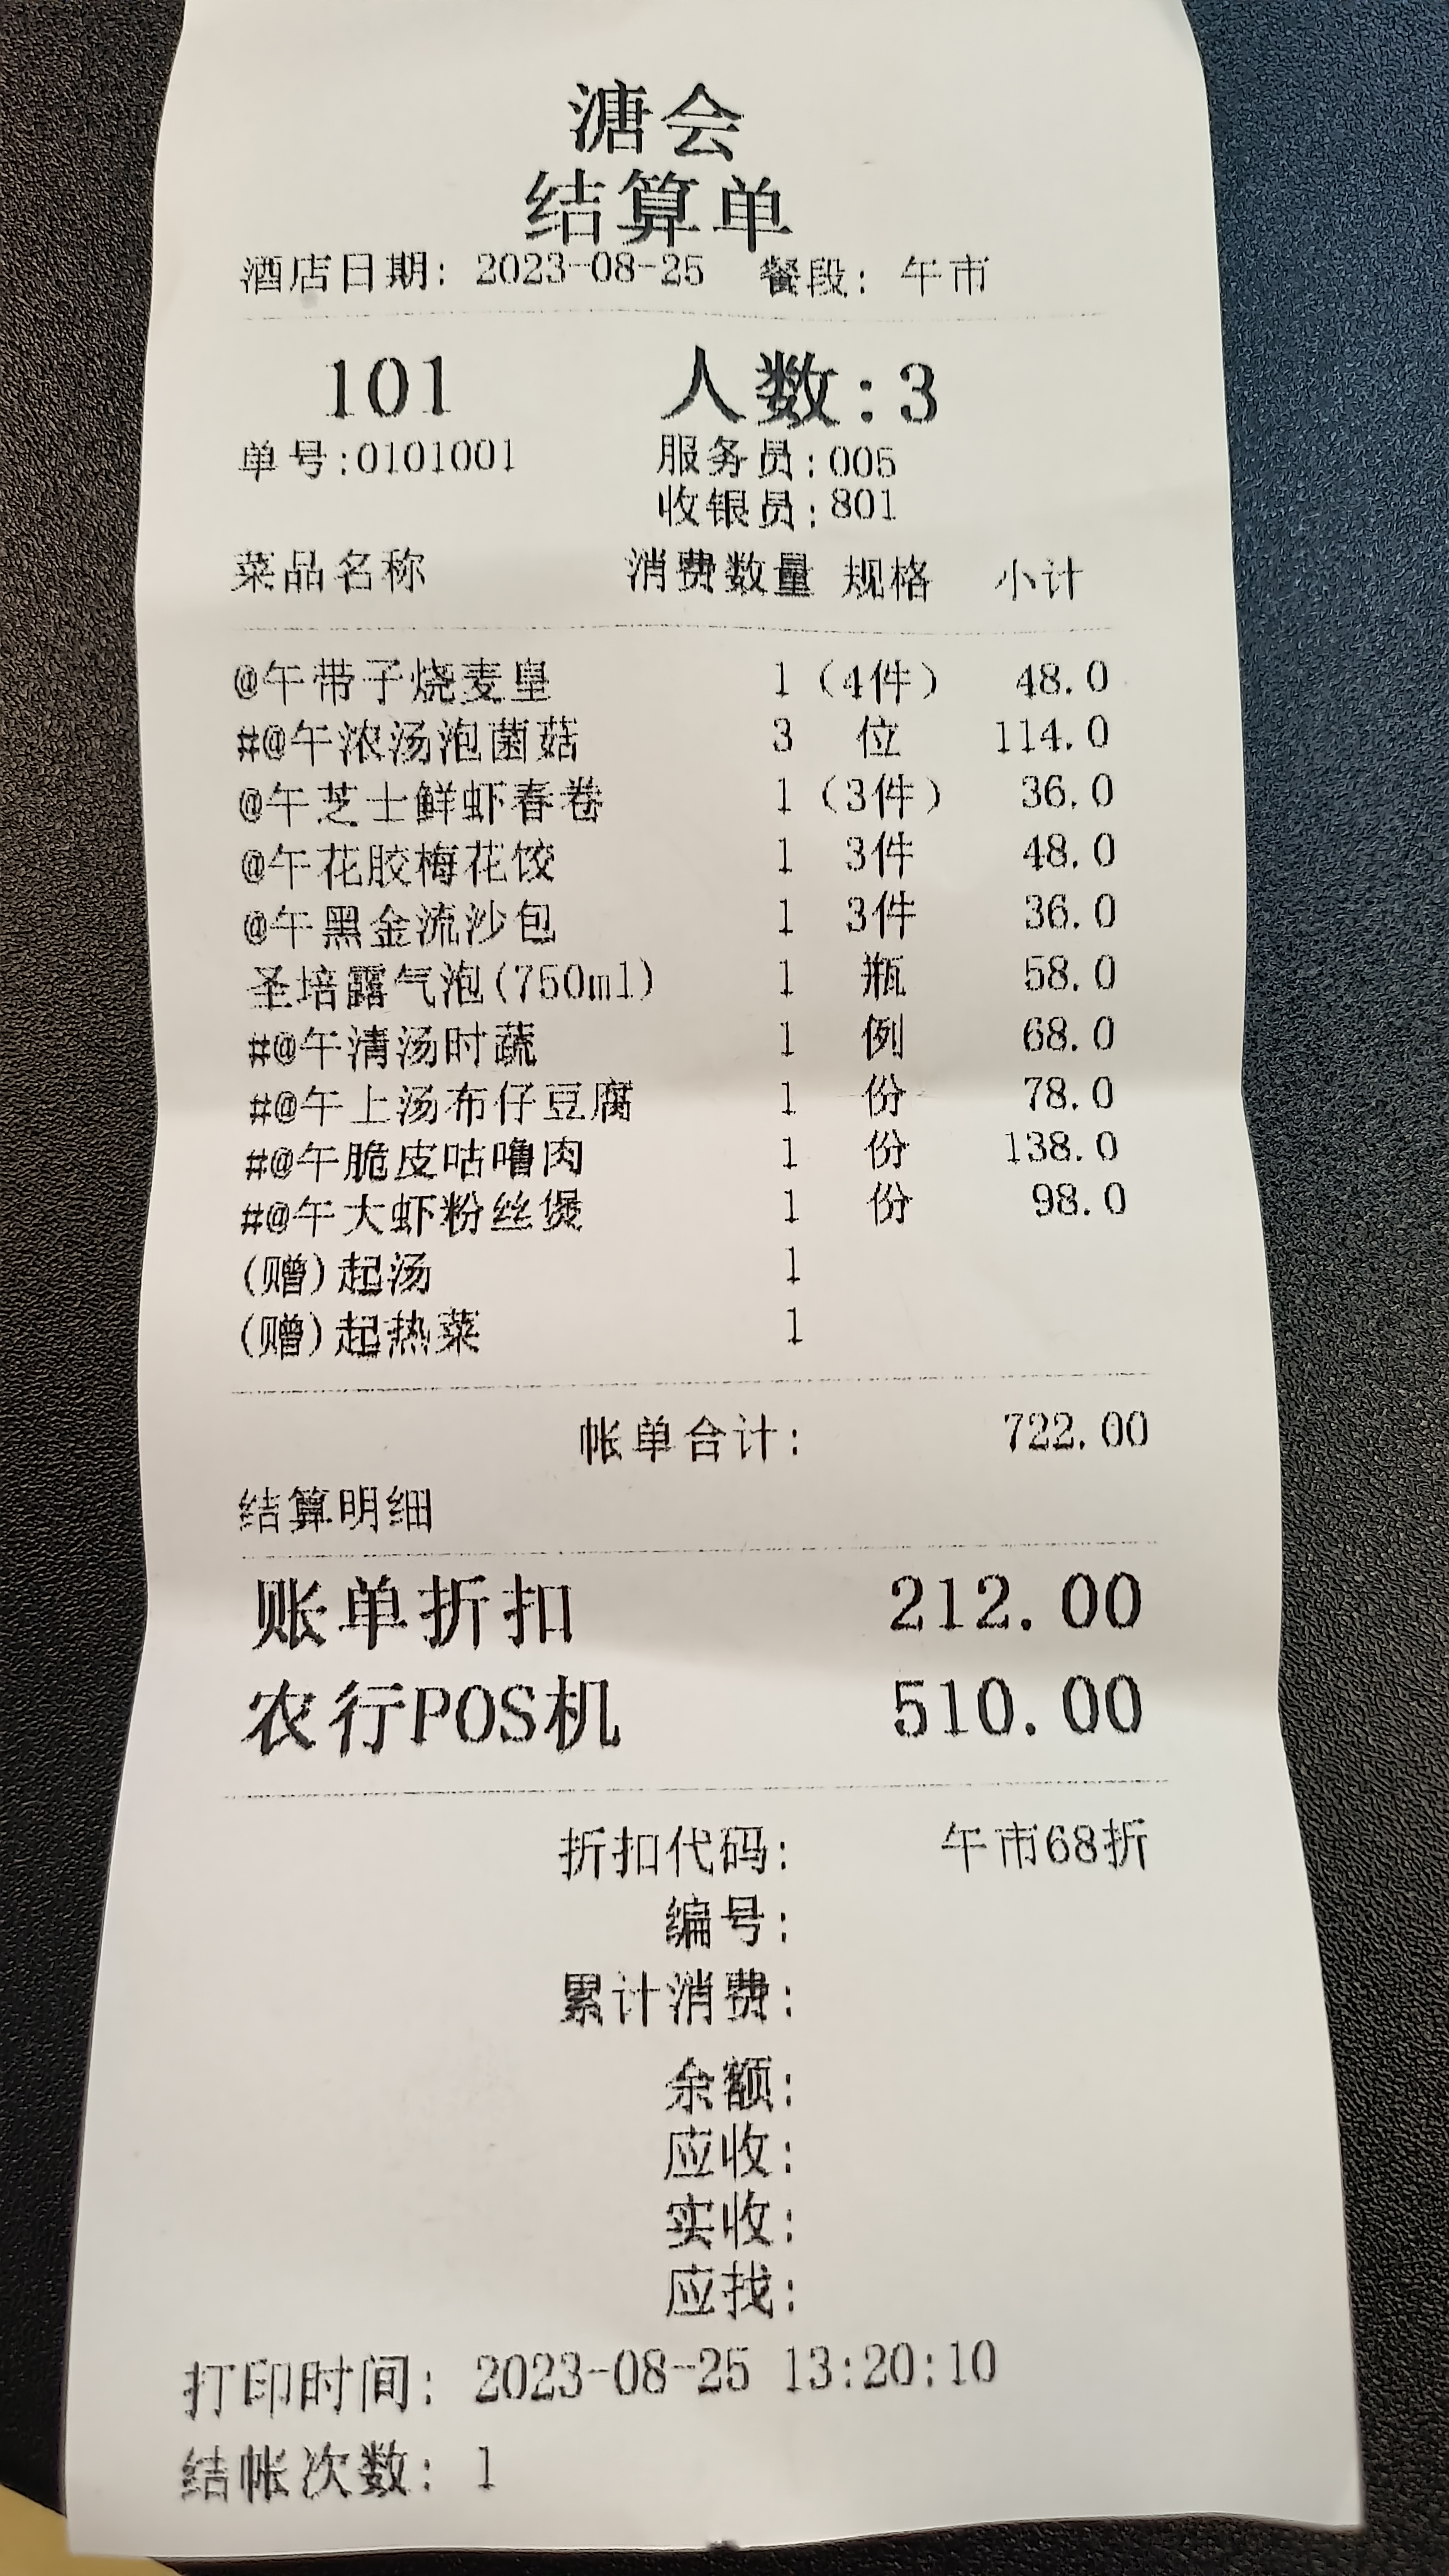 溏会
结算单
酒店日期: 2023-08-25 餐段: 午市
101 人数:3
单号:0101001 服务员:005
收银员:801
菜品名称 消费数量 规格 小计
@午带子烧麦皇 1 (4件) 48.0
#@午浓汤泡菌菇 3 位 114.0
@午芝士鲜虾春卷 1 (3件) 36.0
@午花胶梅花饺 1 3件 48.0
@午黑金流沙包 1 3件 36.0
圣培露气泡(750ml) 1 瓶 58.0
#@午清汤时蔬 1 例 68.0
#@午上汤布仔豆腐 1 份 78.0
#@午脆皮咕噜肉 1 份 138.0
#@午大虾粉丝煲 1 份 98.0
(赠)起汤 1
(赠)起热菜 1
帐单合计: 722.00
结算明细
账单折扣 212.00
农行POS机 510.00
折扣代码: 午市68折
编号:
累计消费:
余额:
应收:
实收:
应找:
打印时间: 2023-08-25 13:20:10
结帐次数: 1